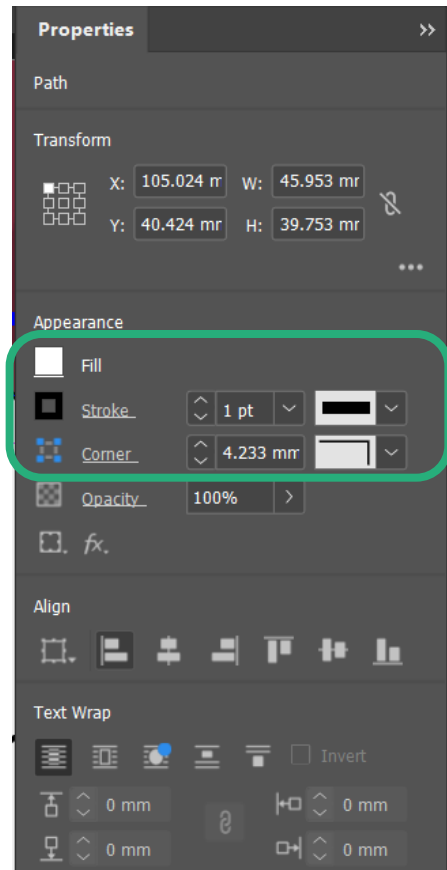 Properties
Path
Transform
X: 105.024 m W: 45.953 mr
Y: 40.424 mr H: 39.753 mr
Appearance
Fill
Stroke 1 pt
Corner 4.233 mm
Opacity 100%
fx.
Align
Text Wrap
Invert
0 mm 0 mm
0 mm 0 mm